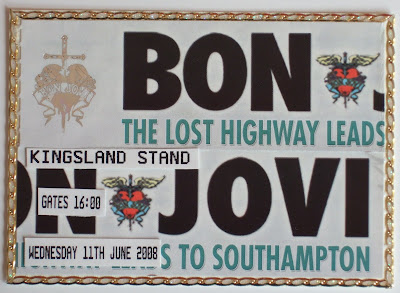 BON J
THE LOST HIGHWAY LEADS
KINGSLAND STAND
ON JOVI
GATES 16:00
S TO SOUTHAMPTON
WEDNESDAY 11TH JUNE 2008